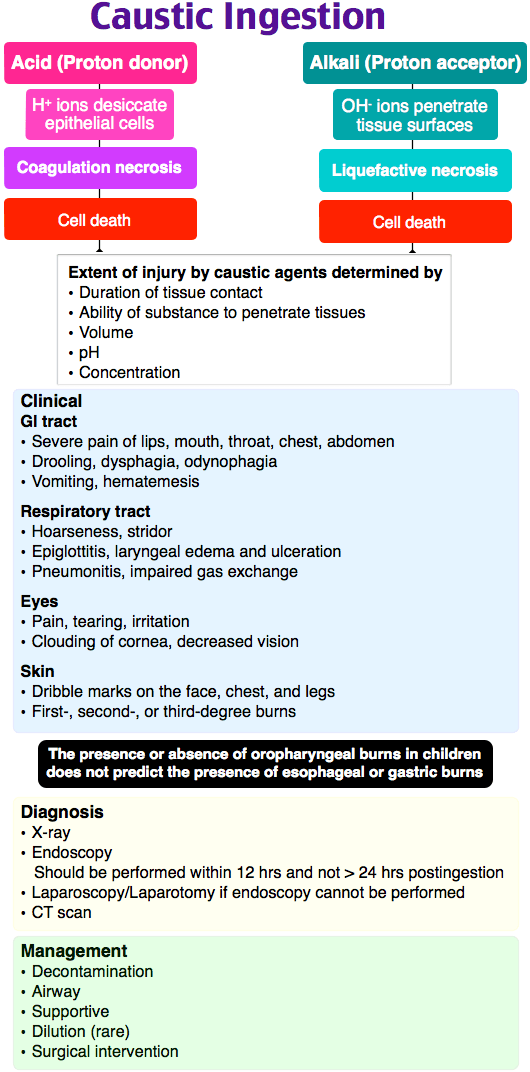 Caustic Ingestion
Acid (Proton donor)
H⁺ ions desiccate
epithelial cells
Coagulation necrosis
Cell death
Alkali (Proton acceptor)
OH⁻ ions penetrate
tissue surfaces
Liquefactive necrosis
Cell death
Extent of injury by caustic agents determined by
• Duration of tissue contact
• Ability of substance to penetrate tissues
• Volume
• pH
• Concentration
Clinical
GI tract
• Severe pain of lips, mouth, throat, chest, abdomen
• Drooling, dysphagia, odynophagia
• Vomiting, hematemesis
Respiratory tract
• Hoarseness, stridor
• Epiglottitis, laryngeal edema and ulceration
• Pneumonitis, impaired gas exchange
Eyes
• Pain, tearing, irritation
• Clouding of cornea, decreased vision
Skin
• Dribble marks on the face, chest, and legs
• First-, second-, or third-degree burns
The presence or absence of oropharyngeal burns in children
does not predict the presence of esophageal or gastric burns
Diagnosis
• X-ray
• Endoscopy
Should be performed within 12 hrs and not > 24 hrs postingestion
• Laparoscopy/Laparotomy if endoscopy cannot be performed
• CT scan
Management
• Decontamination
• Airway
• Supportive
• Dilution (rare)
• Surgical intervention